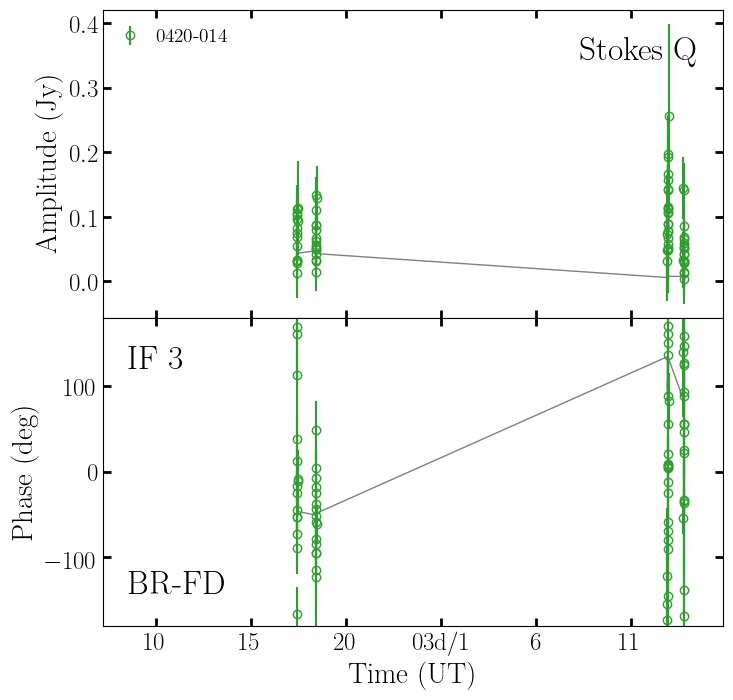 0.4
0.3
0.2
0.1
0.0
Amplitude (Jy)
0420-014
Stokes Q
100
0
−100
Phase (deg)
IF 3
BR-FD
10 15 20 03d/1 6 11
Time (UT)